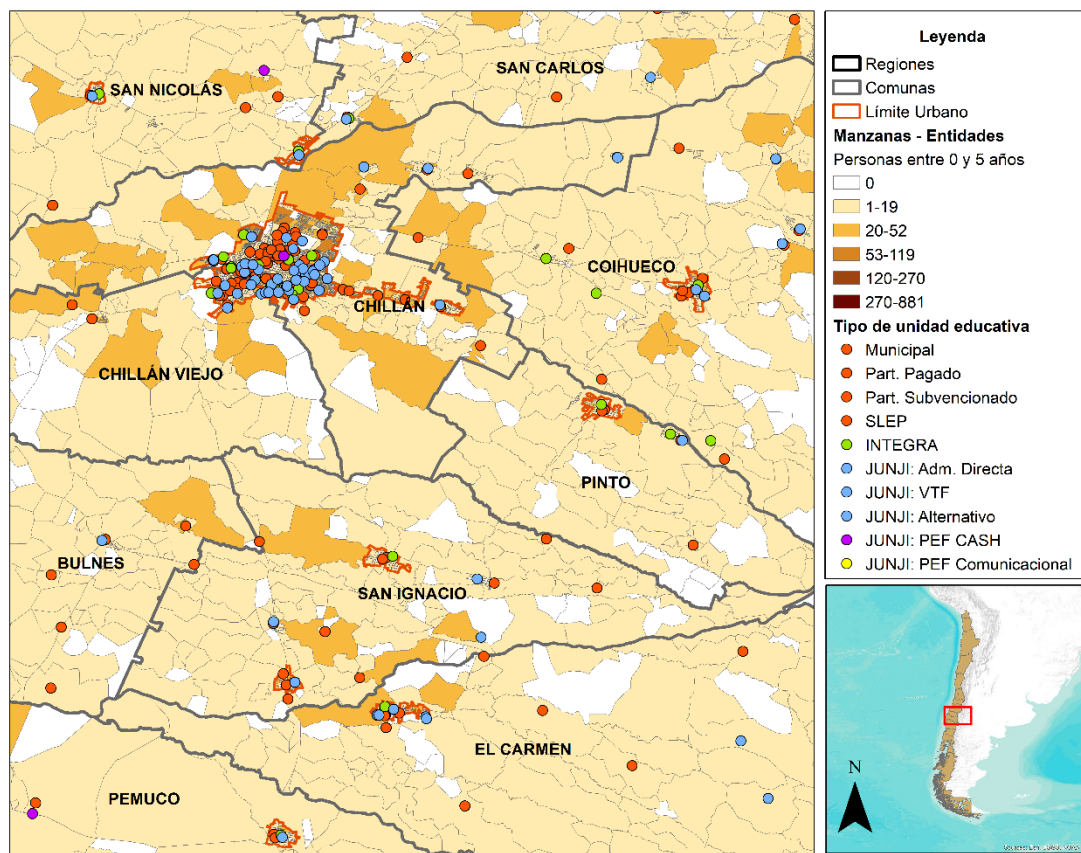 SAN NICOLÁS
SAN CARLOS
COIHUECO
CHILLÁN
CHILLÁN VIEJO
PINTO
BULNES
SAN IGNACIO
EL CARMEN
PEMUCO
Leyenda
Regiones
Comunas
Límite Urbano
Manzanas - Entidades
Personas entre 0 y 5 años
0
1-19
20-52
53-119
120-270
270-881
Tipo de unidad educativa
Municipal
Part. Pagado
Part. Subvencionado
SLEP
INTEGRA
JUNJI: Adm. Directa
JUNJI: VTF
JUNJI: Alternativo
JUNJI: PEF CASH
JUNJI: PEF Comunicacional
N